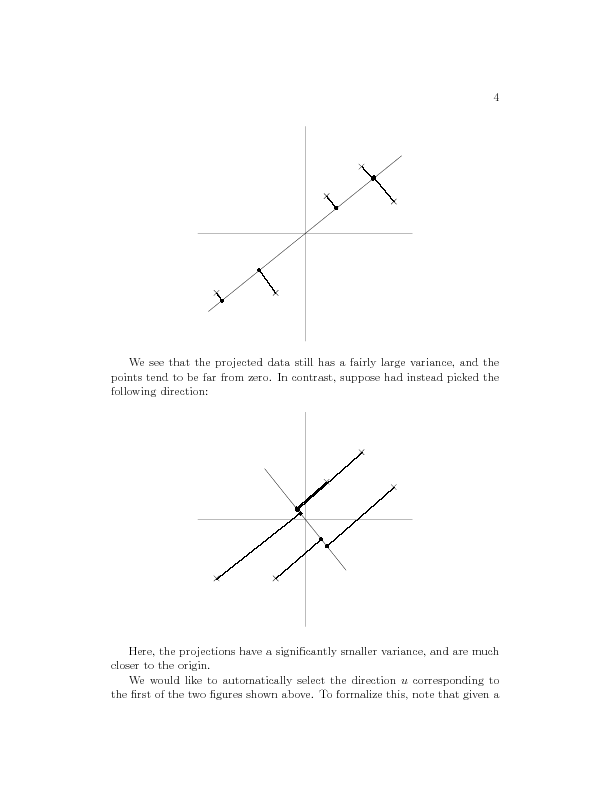 4
We see that the projected data still has a fairly large variance, and the
points tend to be far from zero. In contrast, suppose had instead picked the
following direction:
Here, the projections have a significantly smaller variance, and are much
closer to the origin.
We would like to automatically select the direction u corresponding to
the first of the two figures shown above. To formalize this, note that given a